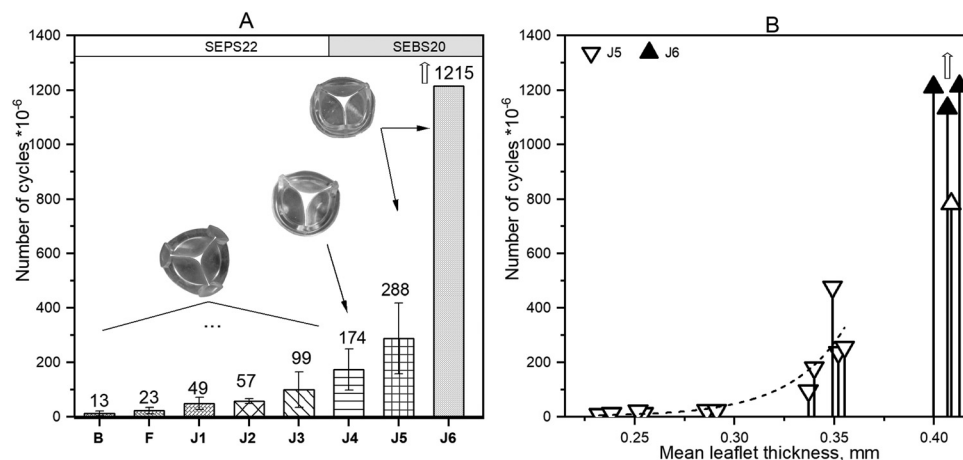 A
SEPS22
SEBS20
Number of cycles *10⁻⁶
1400
1200
1000
800
600
400
200
0
13
23
49
57
99
174
288
1215
...
B F J1 J2 J3 J4 J5 J6
B
J5
J6
Number of cycles *10⁻⁶
1400
1200
1000
800
600
400
200
0
0.25 0.30 0.35 0.40
Mean leaflet thickness, mm